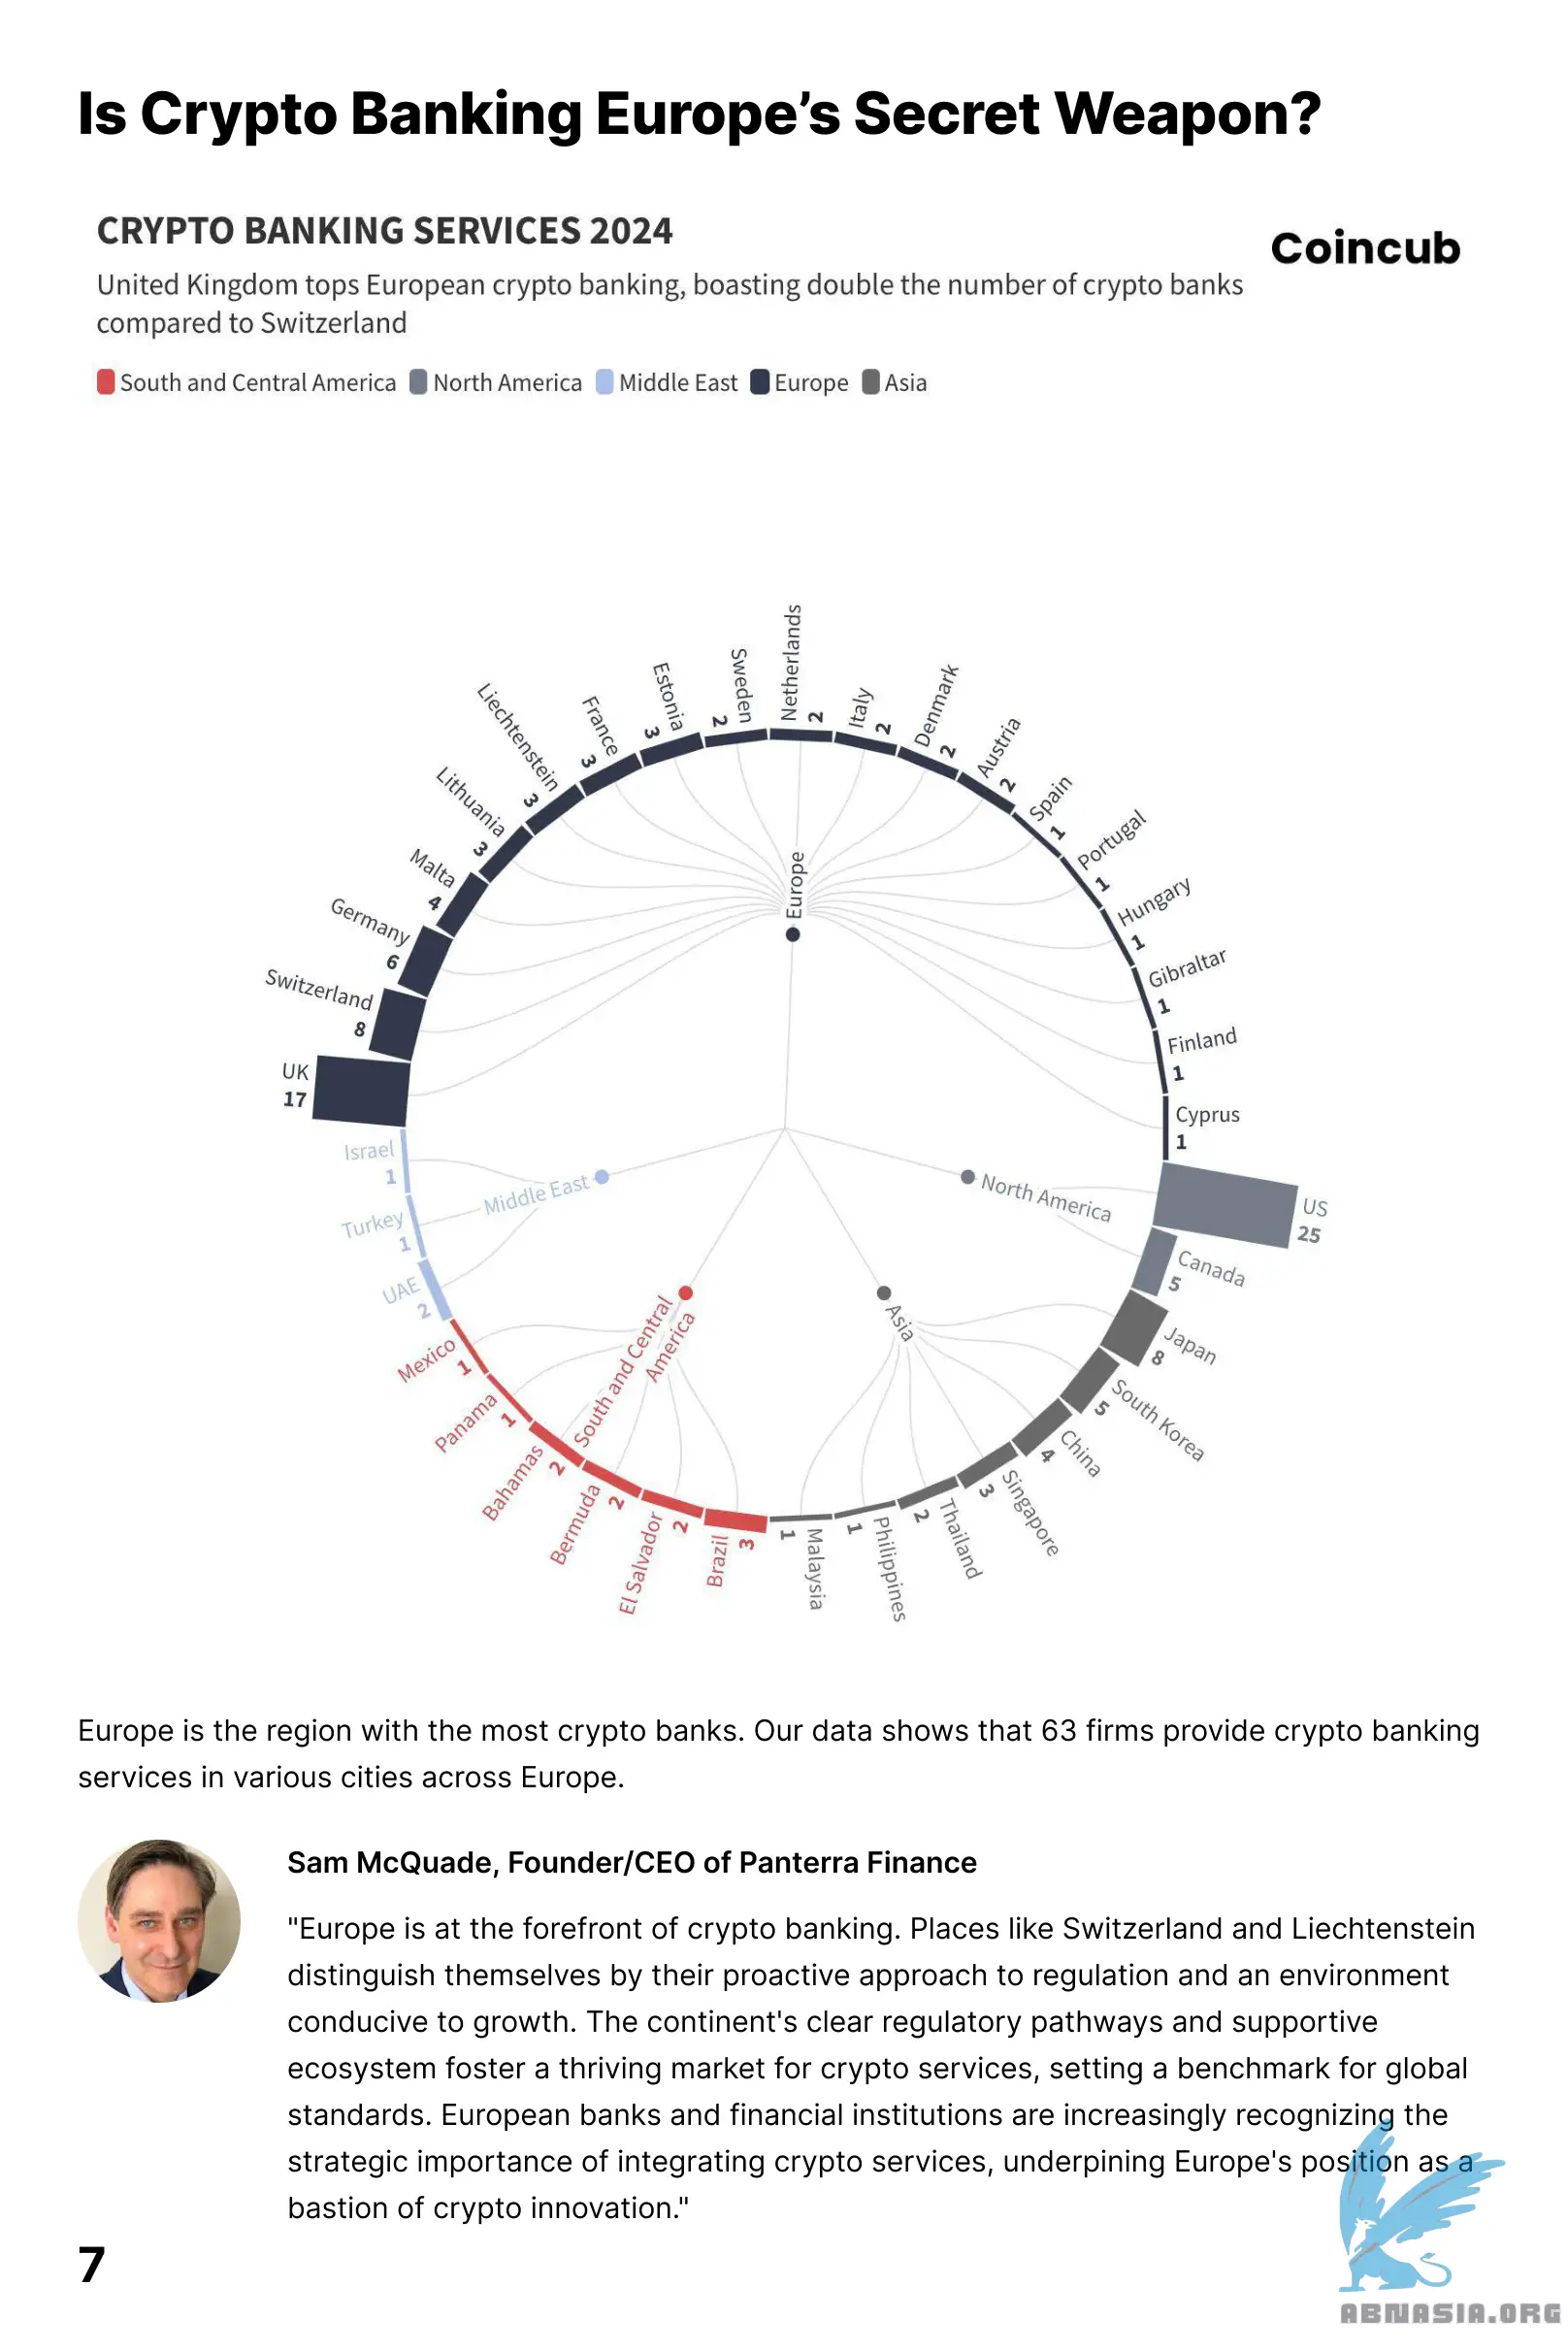 Is Crypto Banking Europe’s Secret Weapon?
CRYPTO BANKING SERVICES 2024
Coincub
United Kingdom tops European crypto banking, boasting double the number of crypto banks
compared to Switzerland
South and Central America
North America
Middle East
Europe
Asia
Europe
UK
17
Switzerland
8
Germany
6
Malta
4
Lithuania
3
Liechtenstein
3
France
3
Estonia
3
Sweden
2
Netherlands
2
Italy
2
Denmark
2
Austria
2
Spain
1
Portugal
1
Hungary
1
Gibraltar
1
Finland
1
Cyprus
1
North America
US
25
Canada
5
Asia
Japan
8
South Korea
5
China
4
Singapore
3
Thailand
2
Philippines
1
Malaysia
1
South and Central
America
Brazil
3
El Salvador
2
Bermuda
2
Bahamas
2
Panama
1
Mexico
1
Middle East
UAE
2
Turkey
1
Israel
1
Europe is the region with the most crypto banks. Our data shows that 63 firms provide crypto banking
services in various cities across Europe.
Sam McQuade, Founder/CEO of Panterra Finance
"Europe is at the forefront of crypto banking. Places like Switzerland and Liechtenstein
distinguish themselves by their proactive approach to regulation and an environment
conducive to growth. The continent's clear regulatory pathways and supportive
ecosystem foster a thriving market for crypto services, setting a benchmark for global
standards. European banks and financial institutions are increasingly recognizing the
strategic importance of integrating crypto services, underpining Europe's position as a
bastion of crypto innovation."
7
ABNASIA.ORG